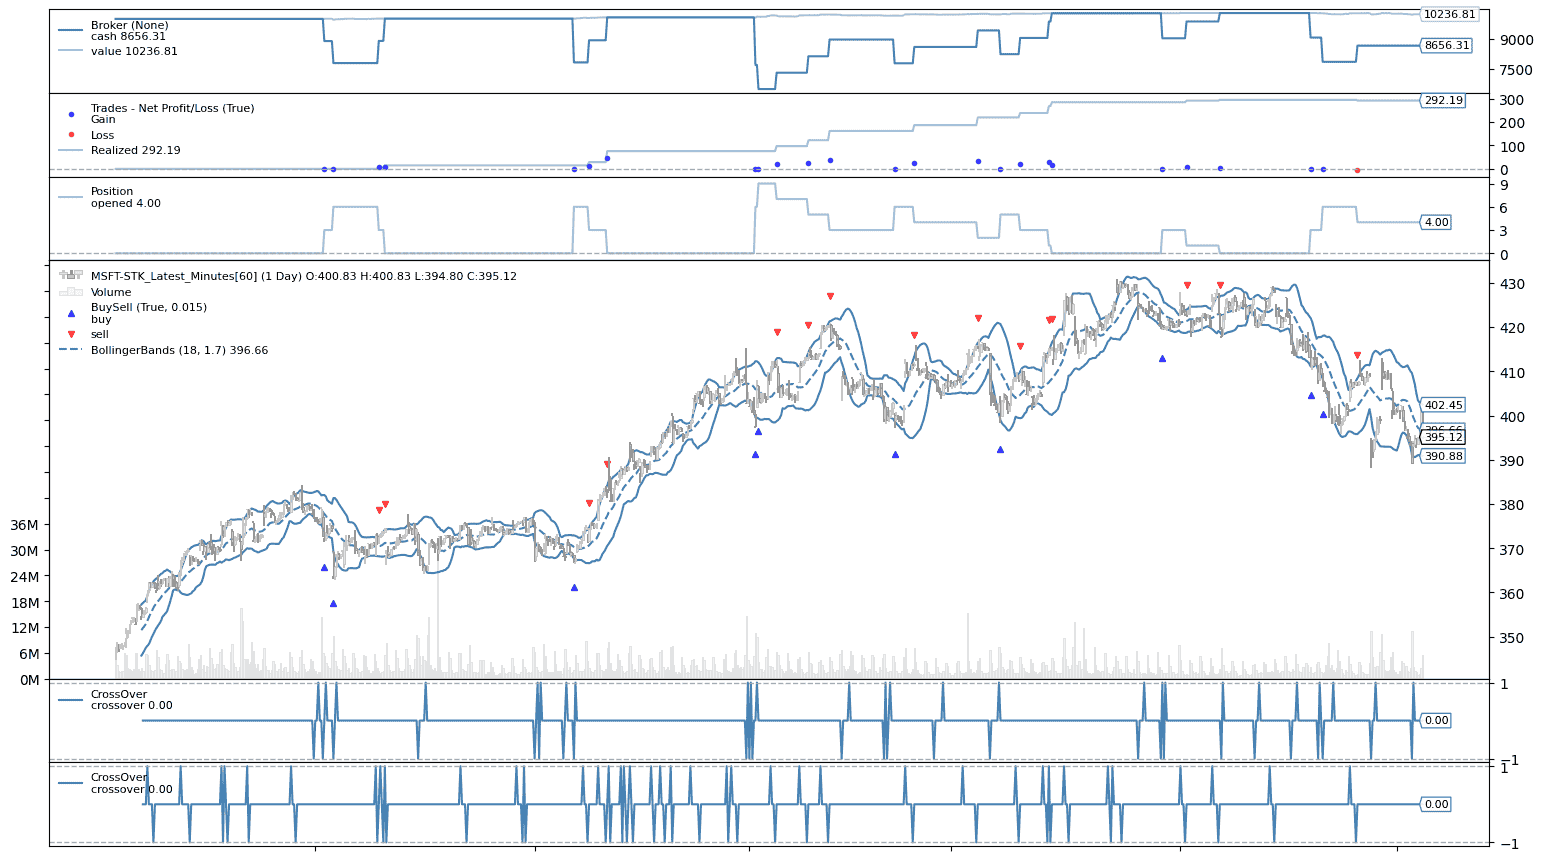 Broker (None)
cash 8656.31
value 10236.81
10236.81
9000
8656.31
7500
Trades - Net Profit/Loss (True)
Gain
Loss
Realized 292.19
300
292.19
200
100
0
Position
opened 4.00
9
6
4.00
3
0
MSFT-STK_Latest_Minutes[60] (1 Day) O:400.83 H:400.83 L:394.80 C:395.12
Volume
BuySell (True, 0.015)
buy
sell
BollingerBands (18, 1.7) 396.66
430
420
410
402.45
400
396.66
395.12
390
390.88
380
370
360
350
36M
30M
24M
18M
12M
6M
0M
CrossOver
crossover 0.00
1
0.00
−1
CrossOver
crossover 0.00
1
0.00
−1